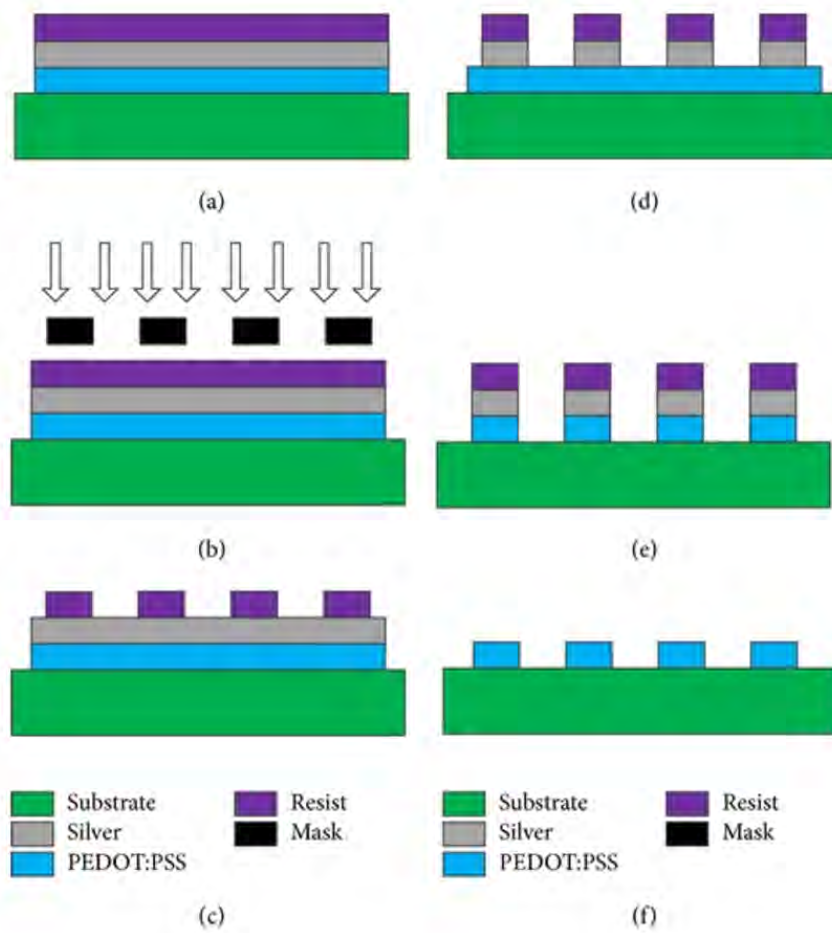 (a)
(d)
(b)
(e)
Substrate
Resist
Silver
Mask
PEDOT:PSS
Substrate
Resist
Silver
Mask
PEDOT:PSS
(c)
(f)